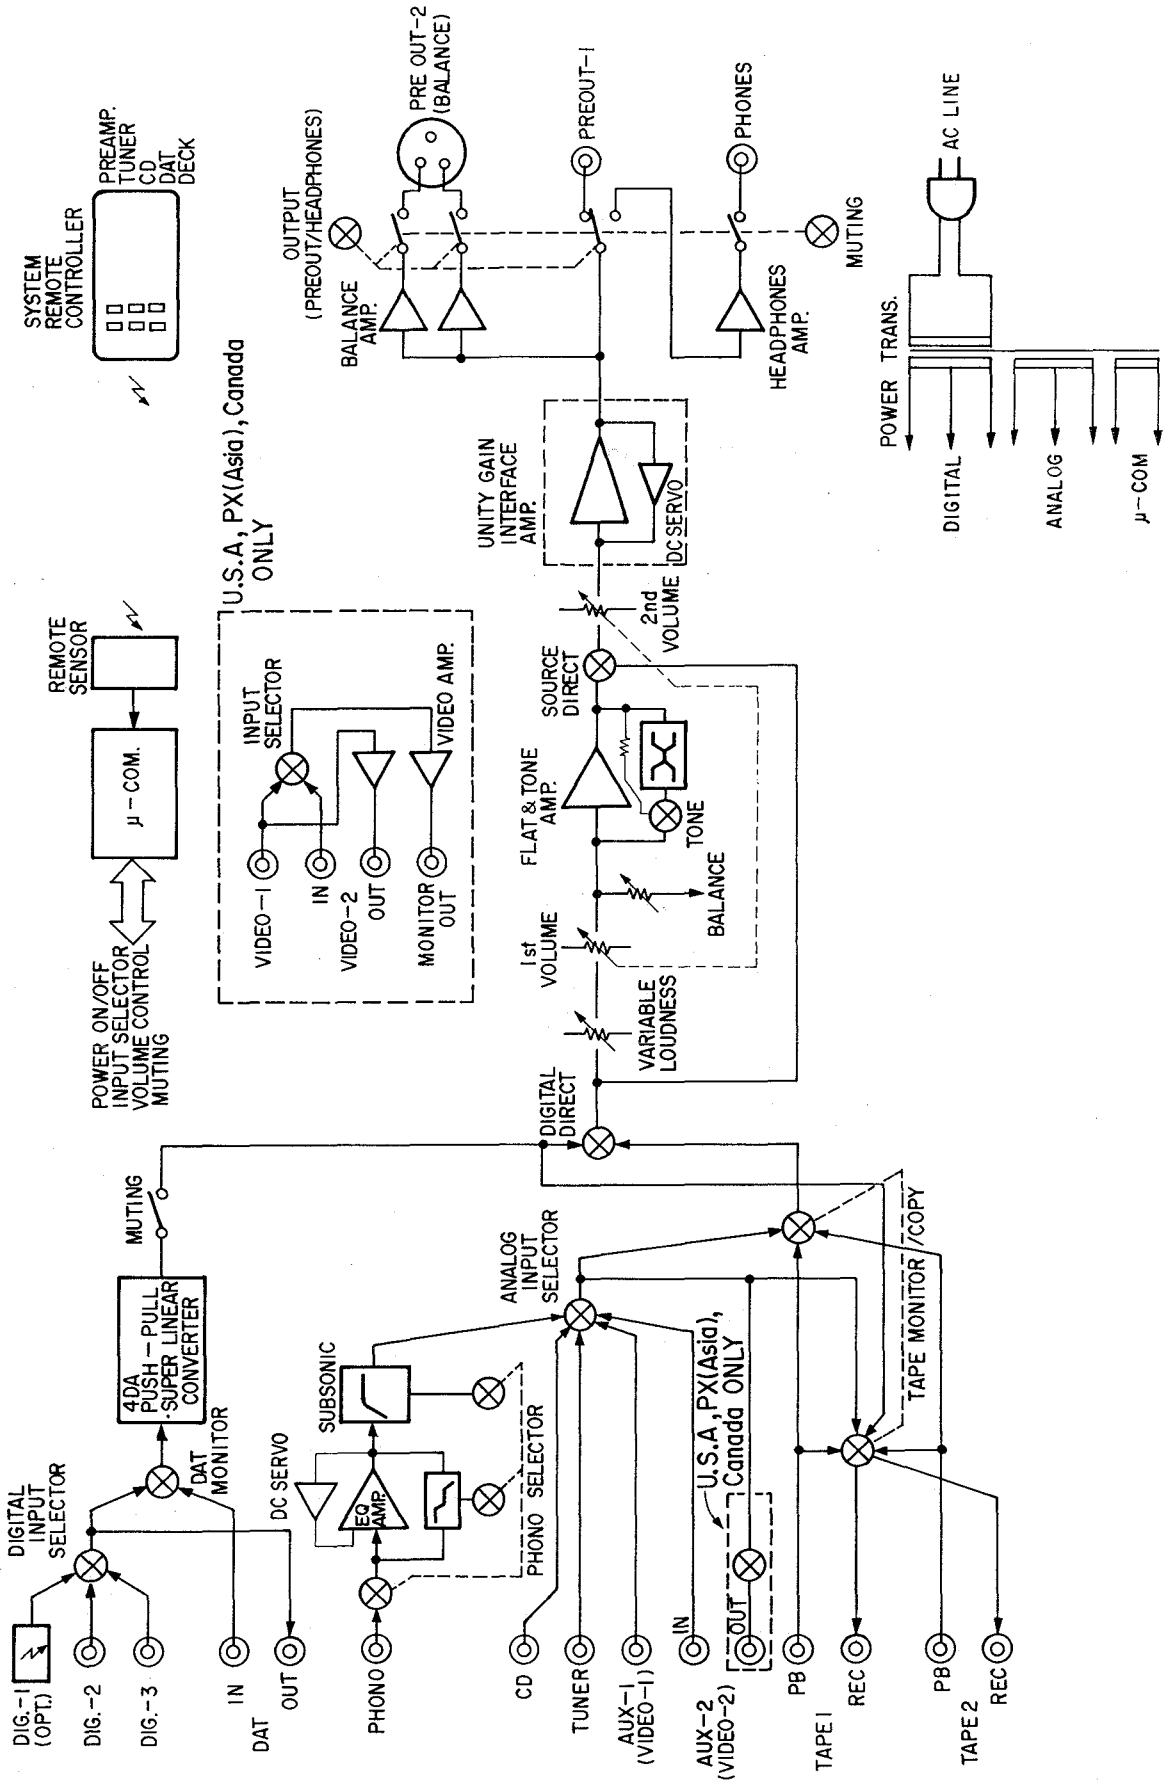 DIG.-1
(OPT.)
DIG.-2
DIG.-3
IN
OUT
DAT
DIGITAL
INPUT
SELECTOR
DAT
MONITOR
4DA
PUSH-PULL
SUPER LINEAR
CONVERTER
MUTING
POWER ON/OFF
INPUT SELECTOR
VOLUME CONTROL
MUTING
μ-COM.
REMOTE
SENSOR
SYSTEM
REMOTE
CONTROLLER
PREAMP.
TUNER
CD
DAT
DECK
VIDEO-1
IN
VIDEO-2
OUT
MONITOR
OUT
INPUT
SELECTOR
VIDEO AMP.
U.S.A, PX(Asia), Canada
ONLY
PHONO
DC SERVO
EQ
AMP.
SUBSONIC
PHONO SELECTOR
CD
TUNER
AUX-1
(VIDEO-1)
IN
AUX-2
(VIDEO-2)
OUT
U.S.A, PX(Asia),
Canada ONLY
PB
TAPE 1
REC
PB
TAPE 2
REC
ANALOG
INPUT
SELECTOR
TAPE MONITOR/COPY
DIGITAL
DIRECT
VARIABLE
LOUDNESS
1st
VOLUME
BALANCE
FLAT & TONE
AMP.
TONE
SOURCE
DIRECT
2nd
VOLUME
UNITY GAIN
INTERFACE
AMP.
DC SERVO
BALANCE
AMP.
OUTPUT
(PREOUT/HEADPHONES)
PRE OUT-2
(BALANCE)
PREOUT-1
PHONES
HEADPHONES
AMP.
MUTING
POWER TRANS.
AC LINE
DIGITAL
ANALOG
μ-COM